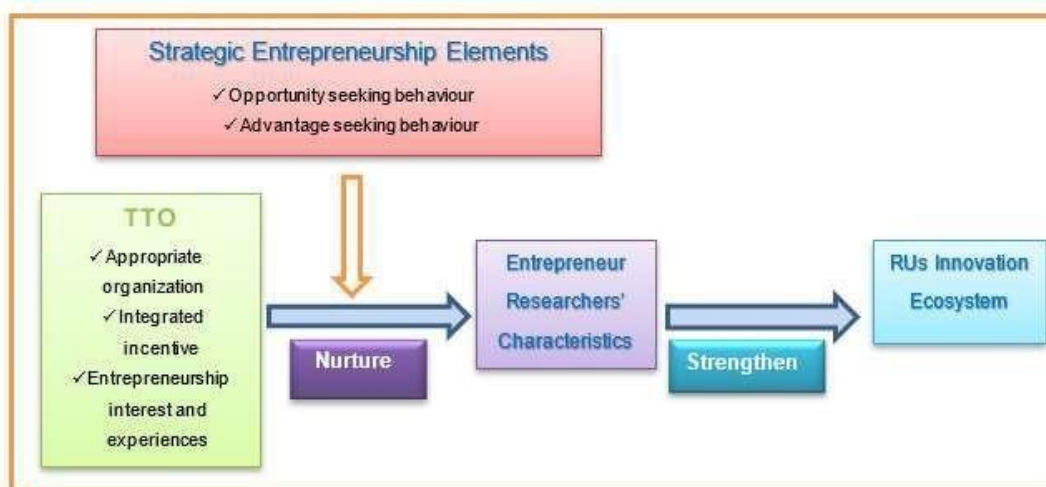 Strategic Entrepreneurship Elements
✓ Opportunity seeking behaviour
✓ Advantage seeking behaviour
TTO
✓ Appropriate
organization
✓ Integrated
incentive
✓ Entrepreneurship
interest and
experiences
Nurture
Entrepreneur
Researchers'
Characteristics
Strengthen
RUs Innovation
Ecosystem